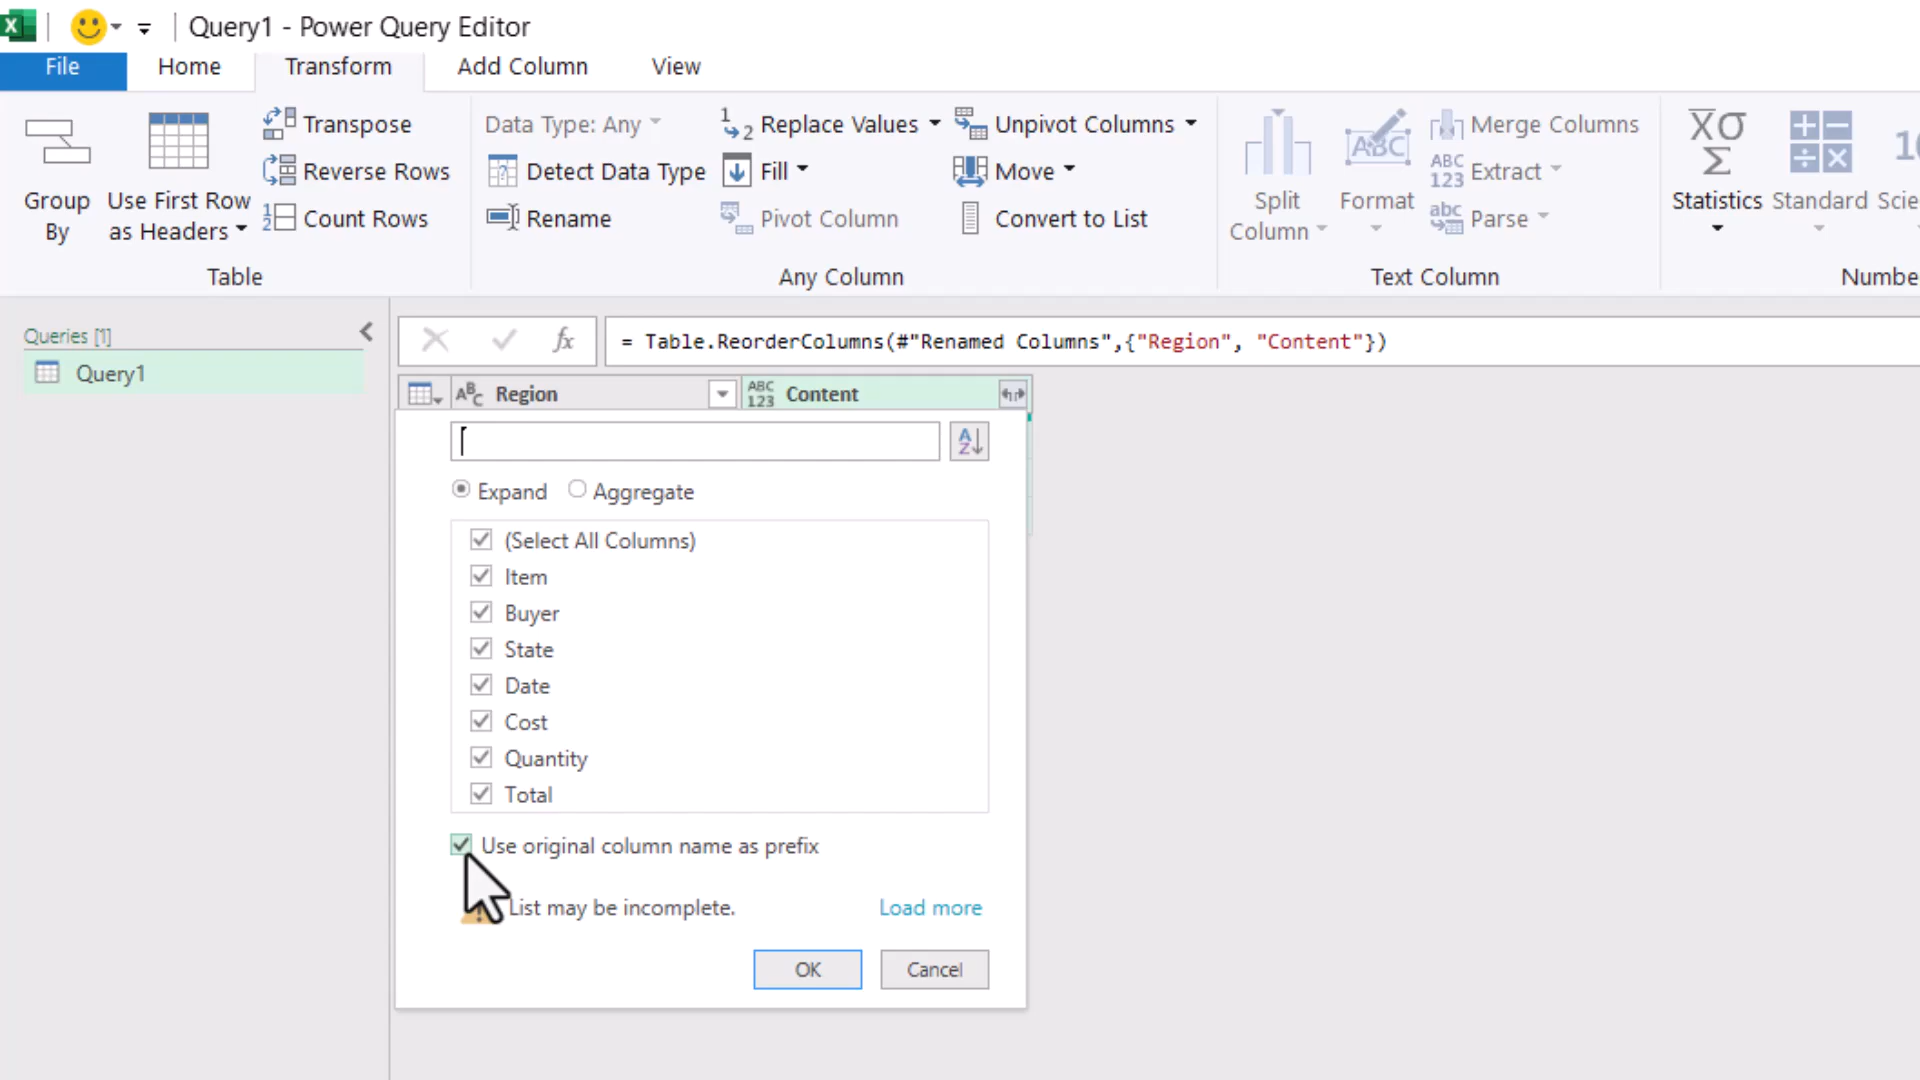 Query1 - Power Query Editor
File Home Transform Add Column View
Group By
Use First Row as Headers
Transpose
Reverse Rows
Count Rows
Table
Data Type: Any
Detect Data Type
Rename
Replace Values
Fill
Pivot Column
Unpivot Columns
Move
Convert to List
Any Column
Split Column
Format
Merge Columns
Extract
Parse
Text Column
Statistics
Standard
Queries [1]
Query1
= Table.ReorderColumns(#"Renamed Columns",{"Region", "Content"})
Region
ABC 123 Content
Expand Aggregate
(Select All Columns)
Item
Buyer
State
Date
Cost
Quantity
Total
Use original column name as prefix
List may be incomplete. Load more
OK Cancel